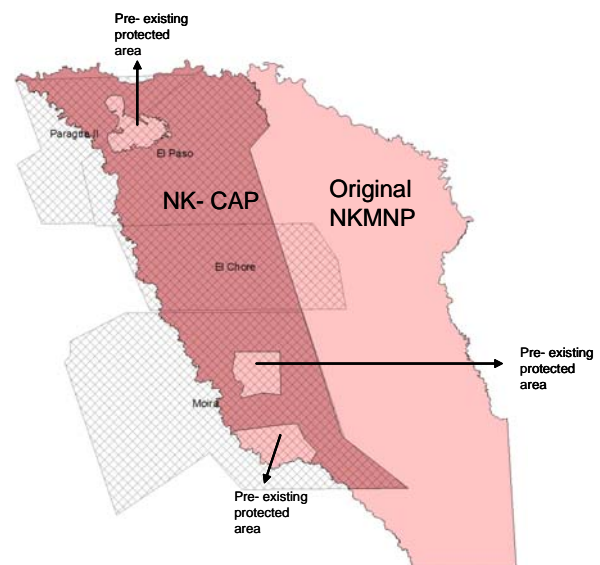 Pre- existing
protected
area
Paragua II
El Paso
NK- CAP
Original
NKMNP
El Chore
Pre- existing
protected
area
Moira
Pre- existing
protected
area